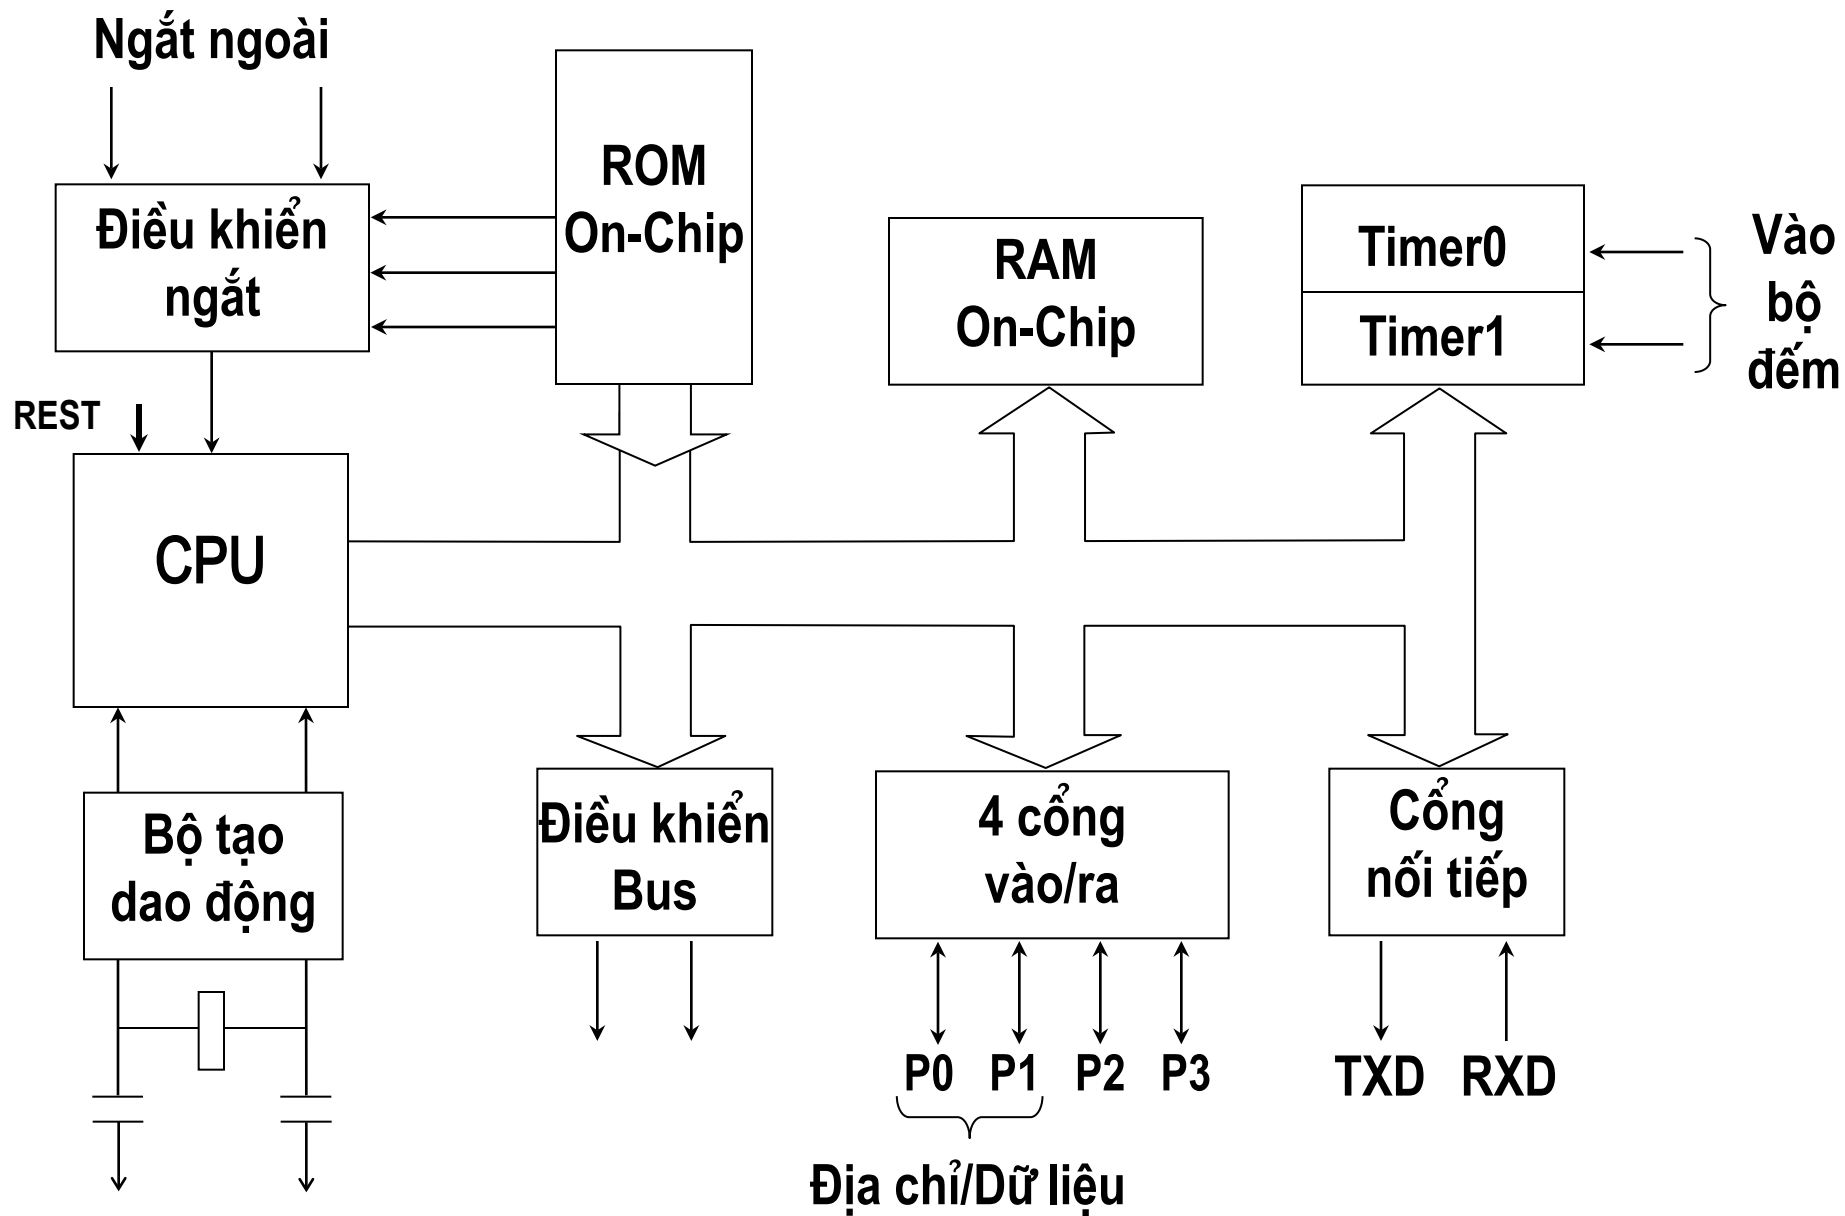 Ngắt ngoài
ROM
On-Chip
Điều khiển
ngắt
RAM
On-Chip
Timer0
Timer1
Vào
bộ
đếm
REST
CPU
Bộ tạo
dao động
Điều khiển
Bus
4 cổng
vào/ra
Cổng
nối tiếp
P0 P1 P2 P3
TXD RXD
Địa chỉ/Dữ liệu